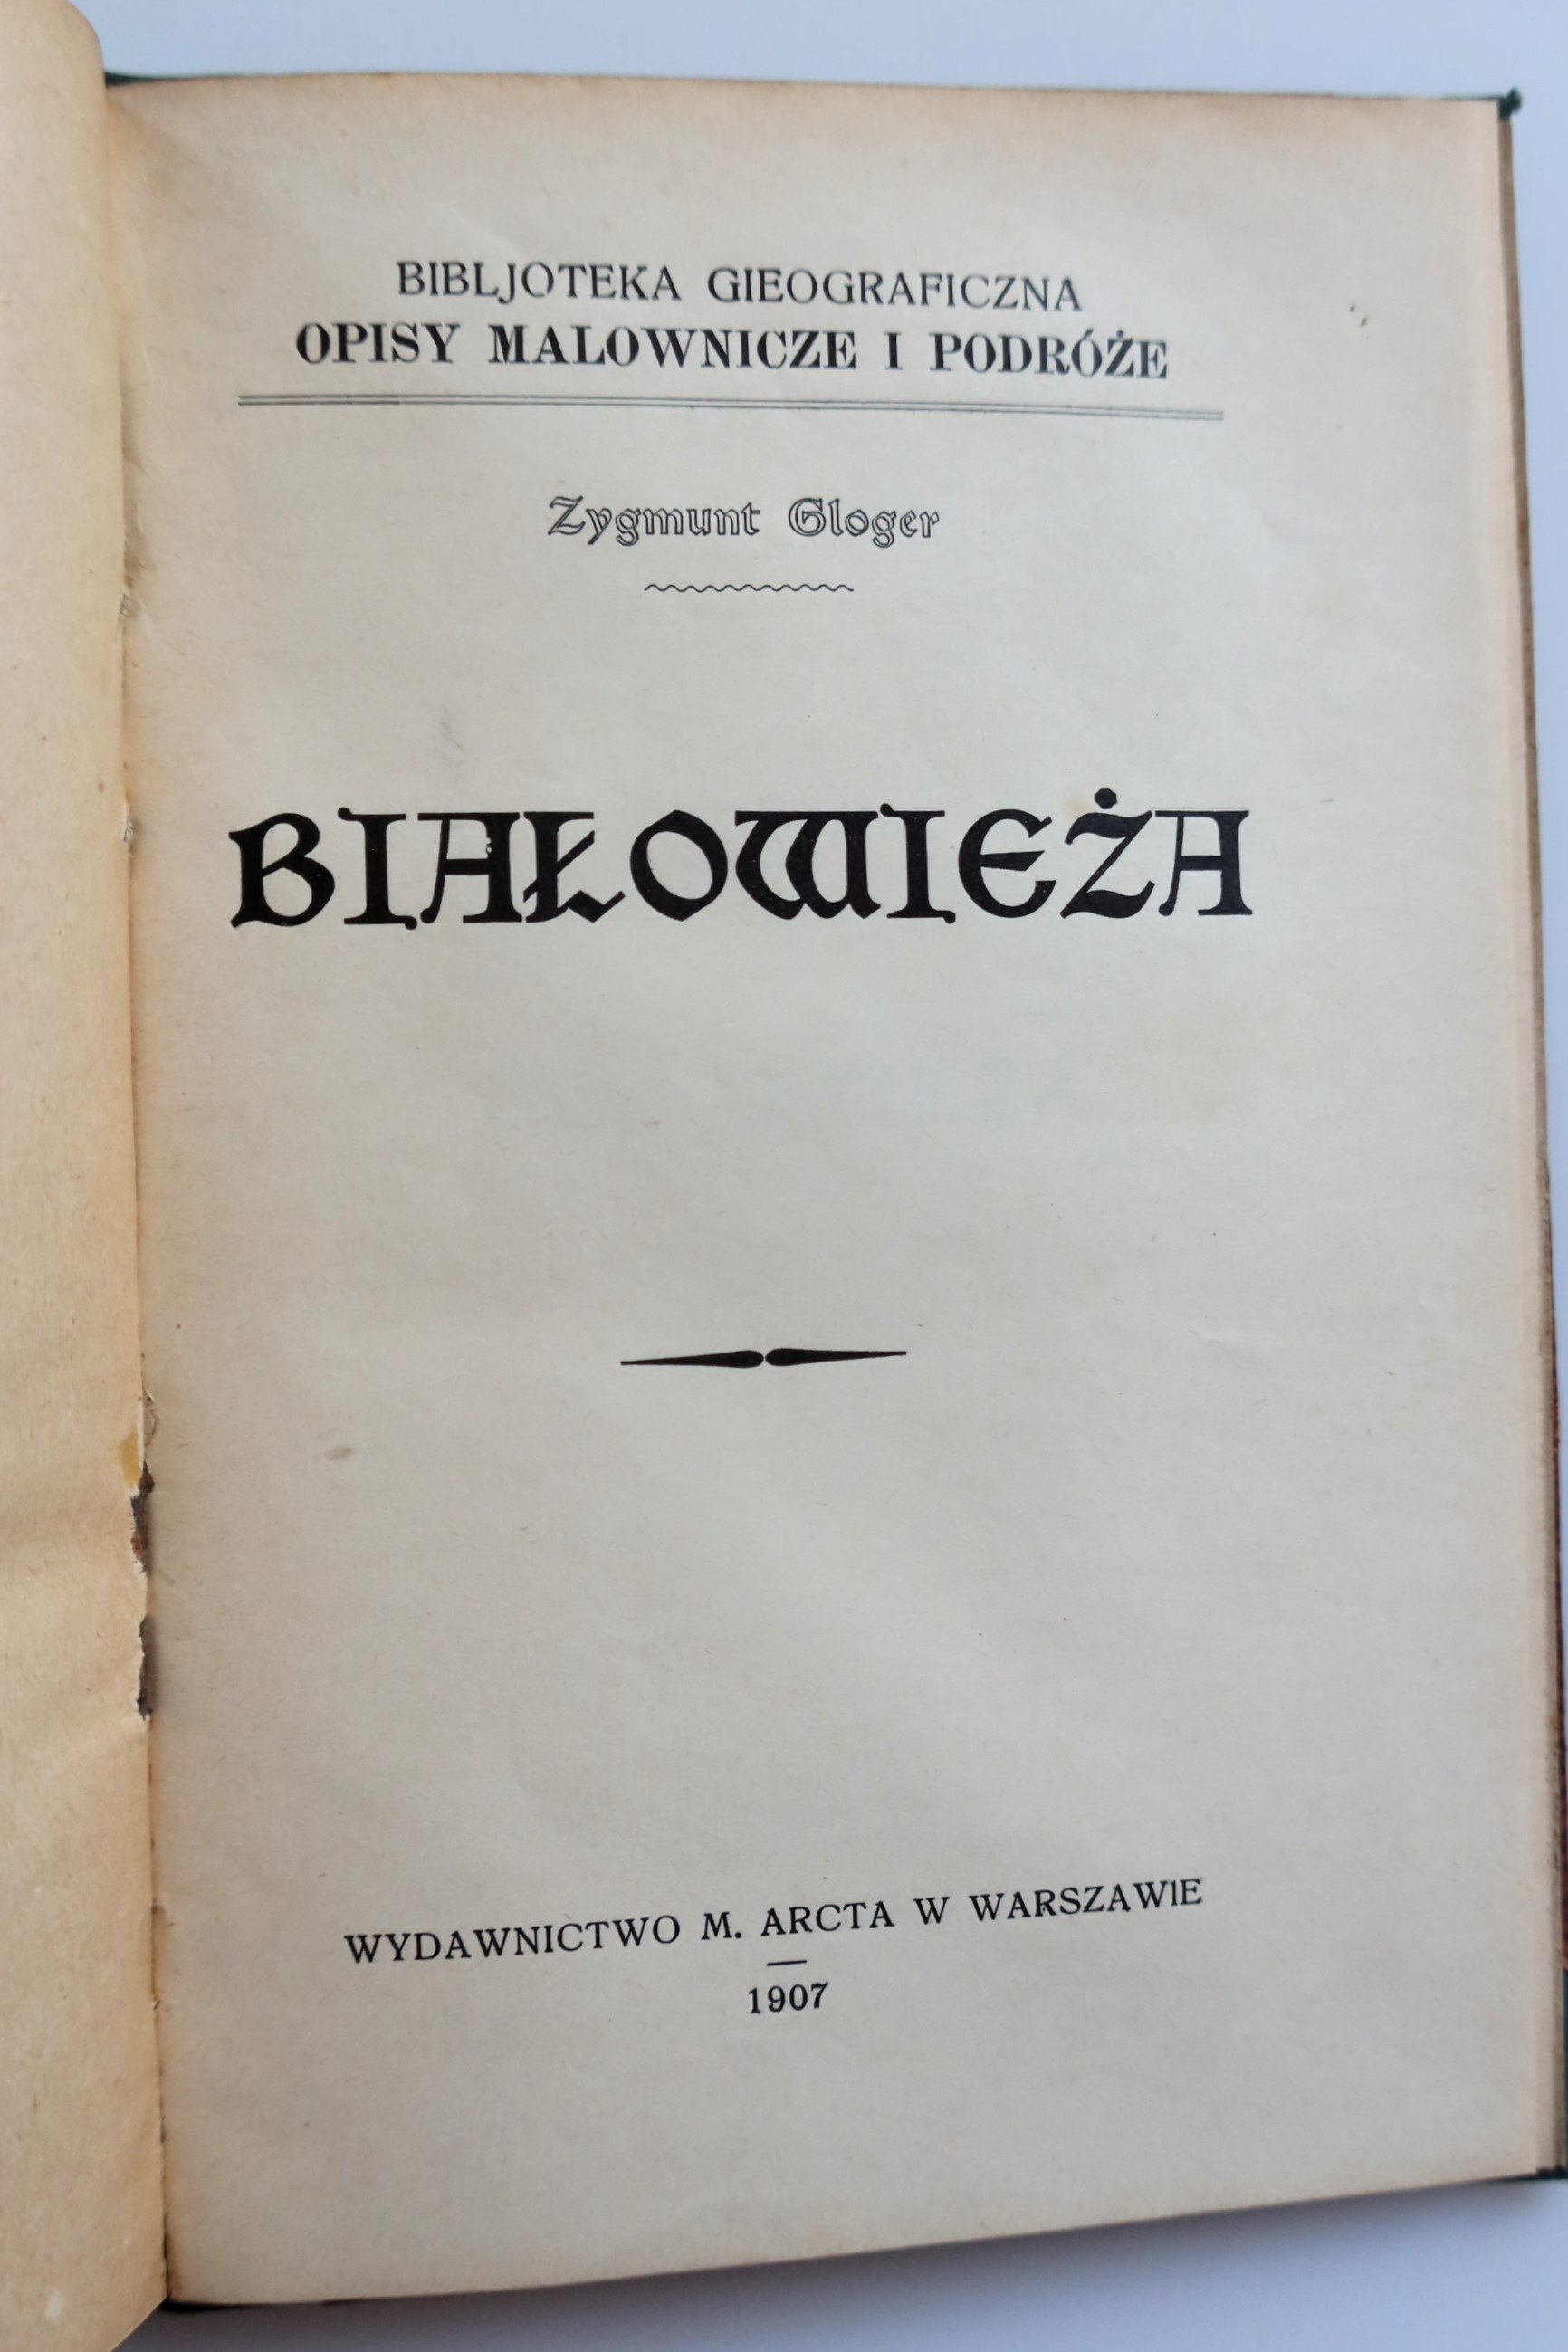 BIBLJOTEKA GIEOGRAFICZNA
OPISY MALOWNICZE I PODRÓŻE
Zygmunt Gloger
BIAŁOWIEŻA
WYDAWNICTWO M. ARCTA W WARSZAWIE
1907